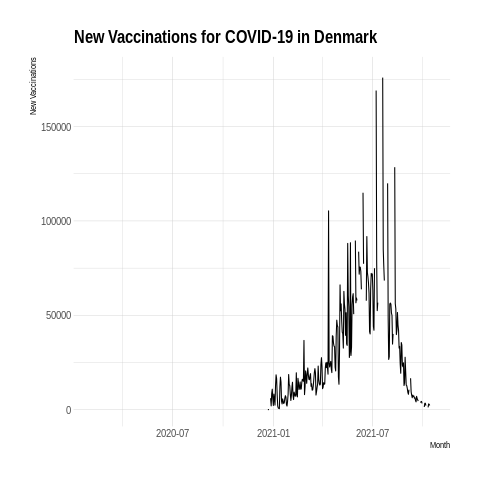 New Vaccinations for COVID-19 in Denmark
New Vaccinations
150000
100000
50000
0
2020-07
2021-01
2021-07
Month